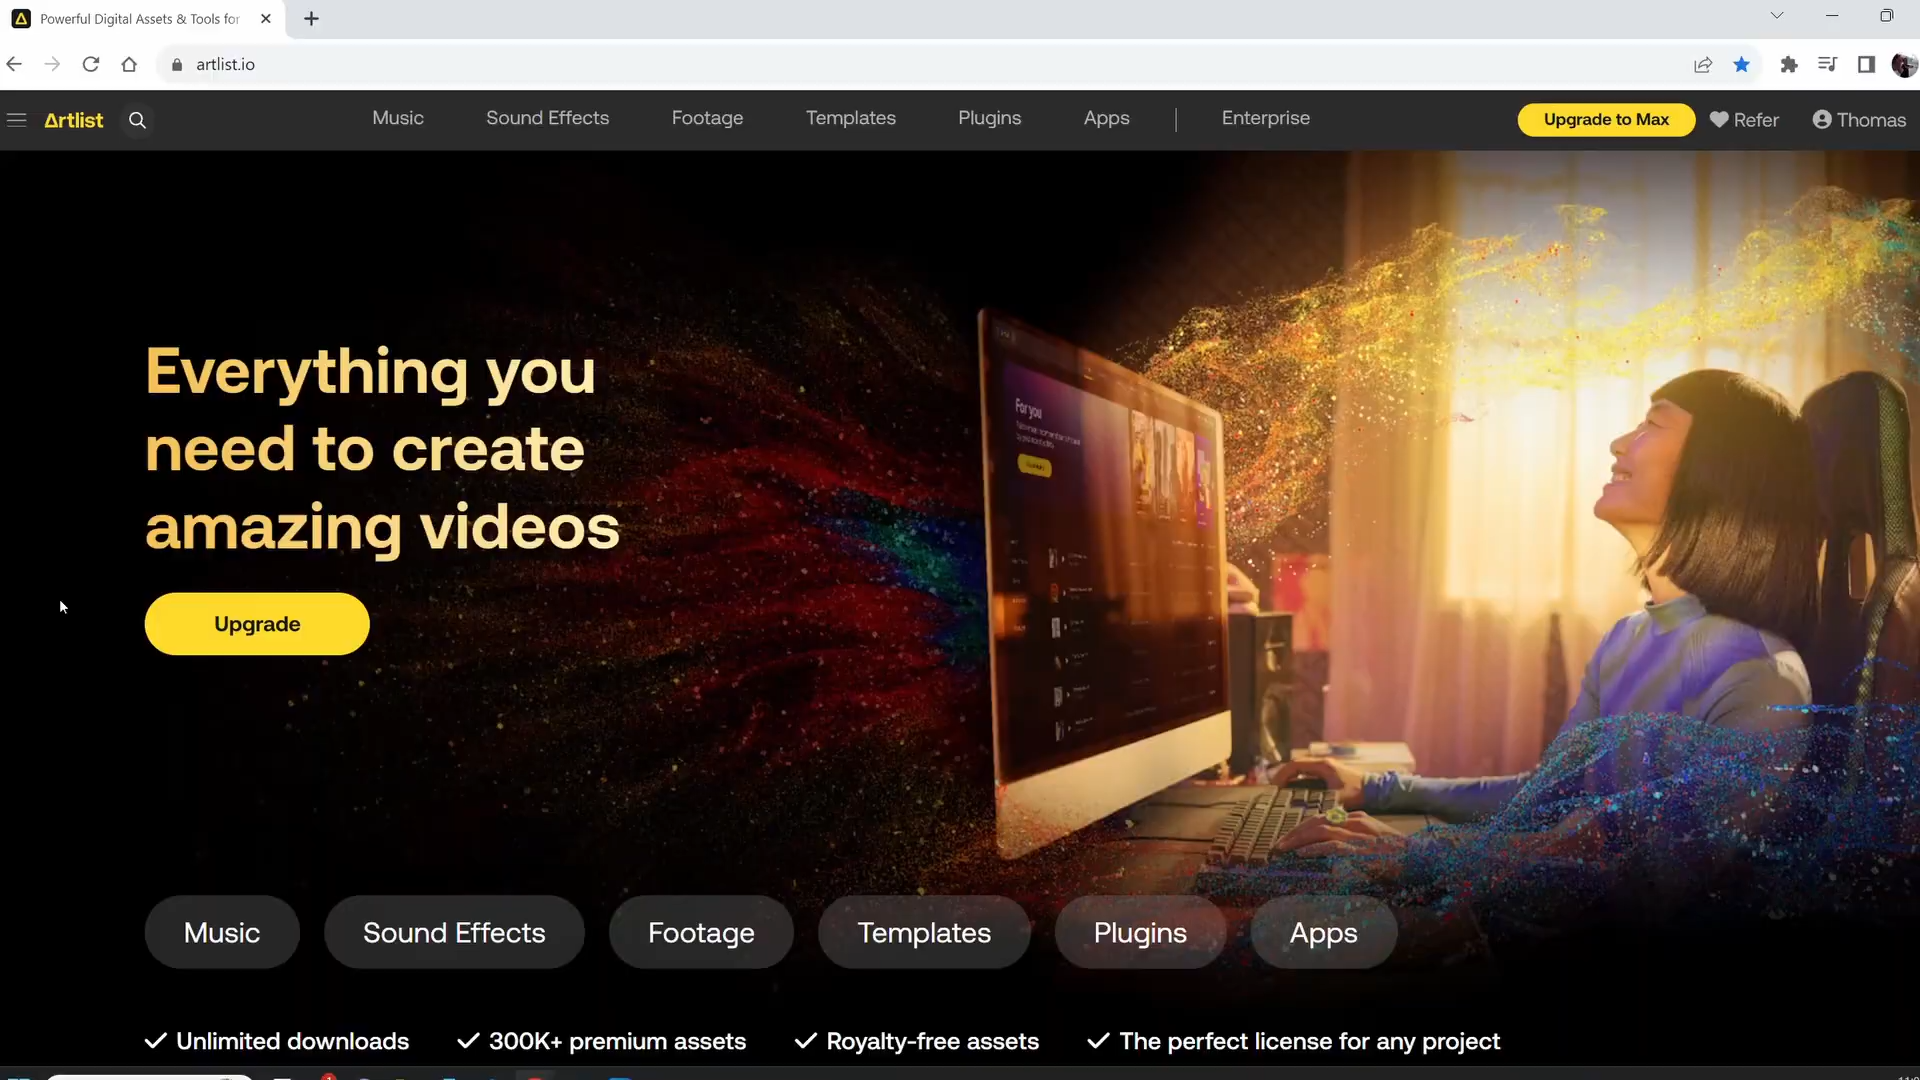 Powerful Digital Assets & Tools for
artlist.io
Artlist
Music
Sound Effects
Footage
Templates
Plugins
Apps
Enterprise
Upgrade to Max
Refer
Thomas
Everything you
need to create
amazing videos
Upgrade
For you
Music
Sound Effects
Footage
Templates
Plugins
Apps
Unlimited downloads
300K+ premium assets
Royalty-free assets
The perfect license for any project